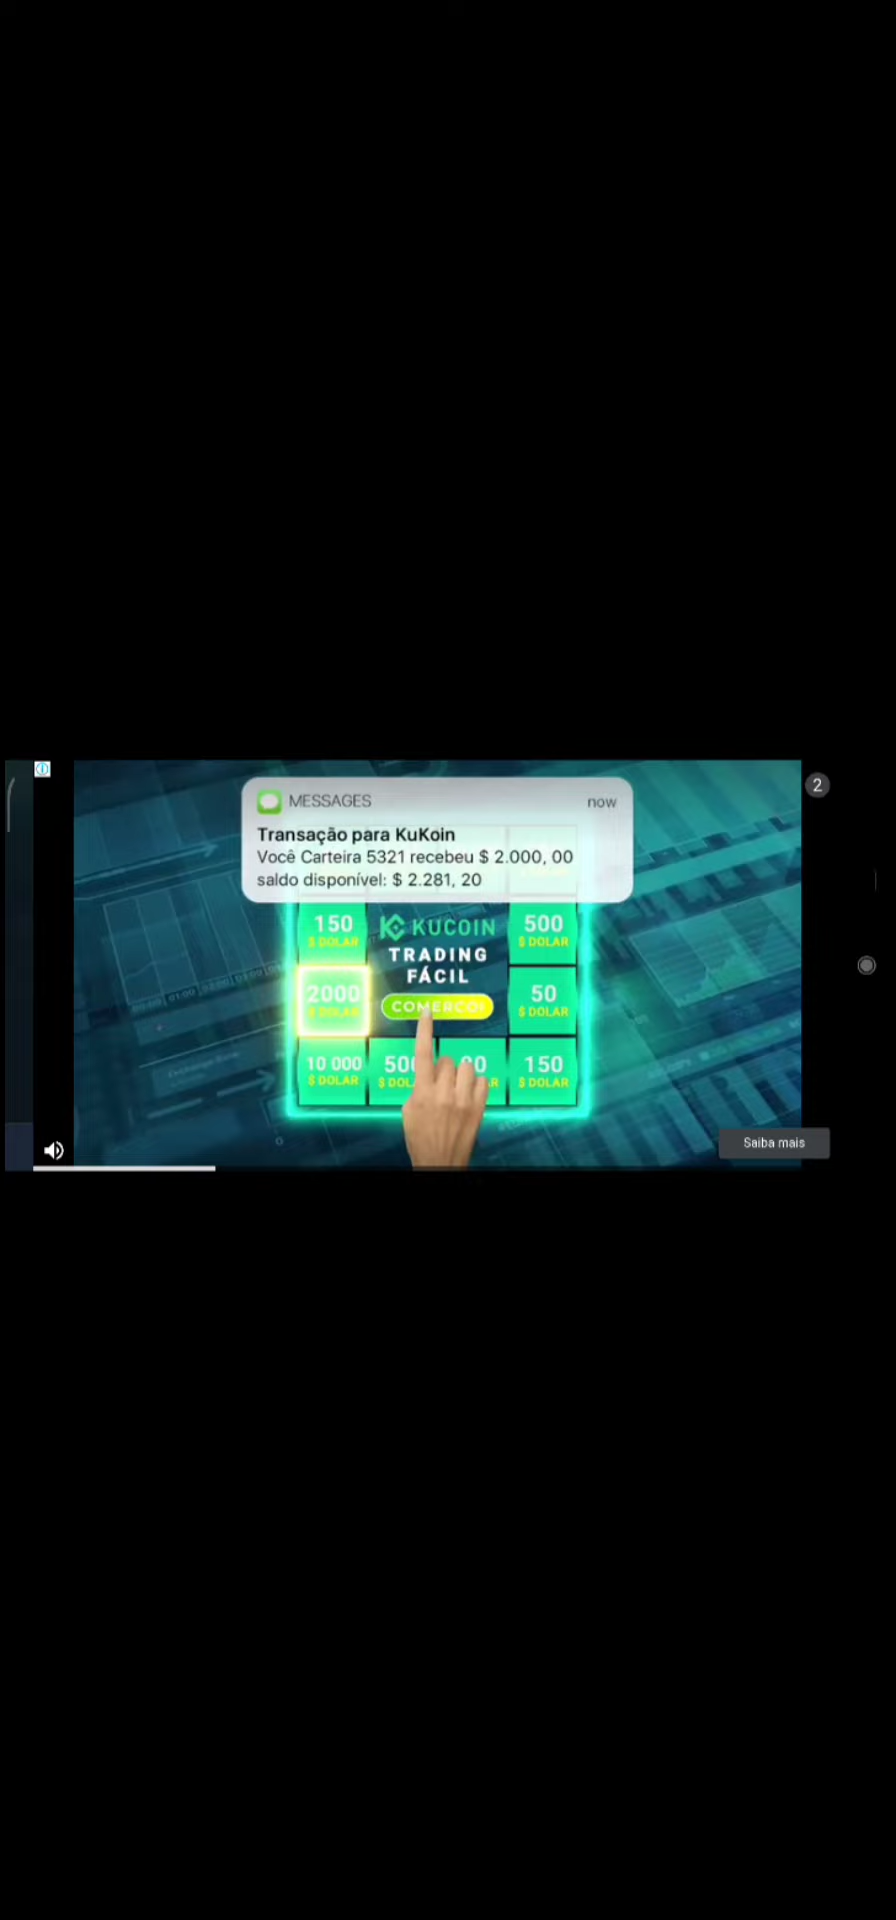 MESSAGES now
Transação para KuKoin
Você Carteira 5321 recebeu $ 2.000, 00
saldo disponível: $ 2.281, 20
150
$ DOLAR
KUCOIN
500
$ DOLAR
TRADING
FÁCIL
2000
$ DOLAR
50
$ DOLAR
10 000
$ DOLAR
150
$ DOLAR
2
Saiba mais